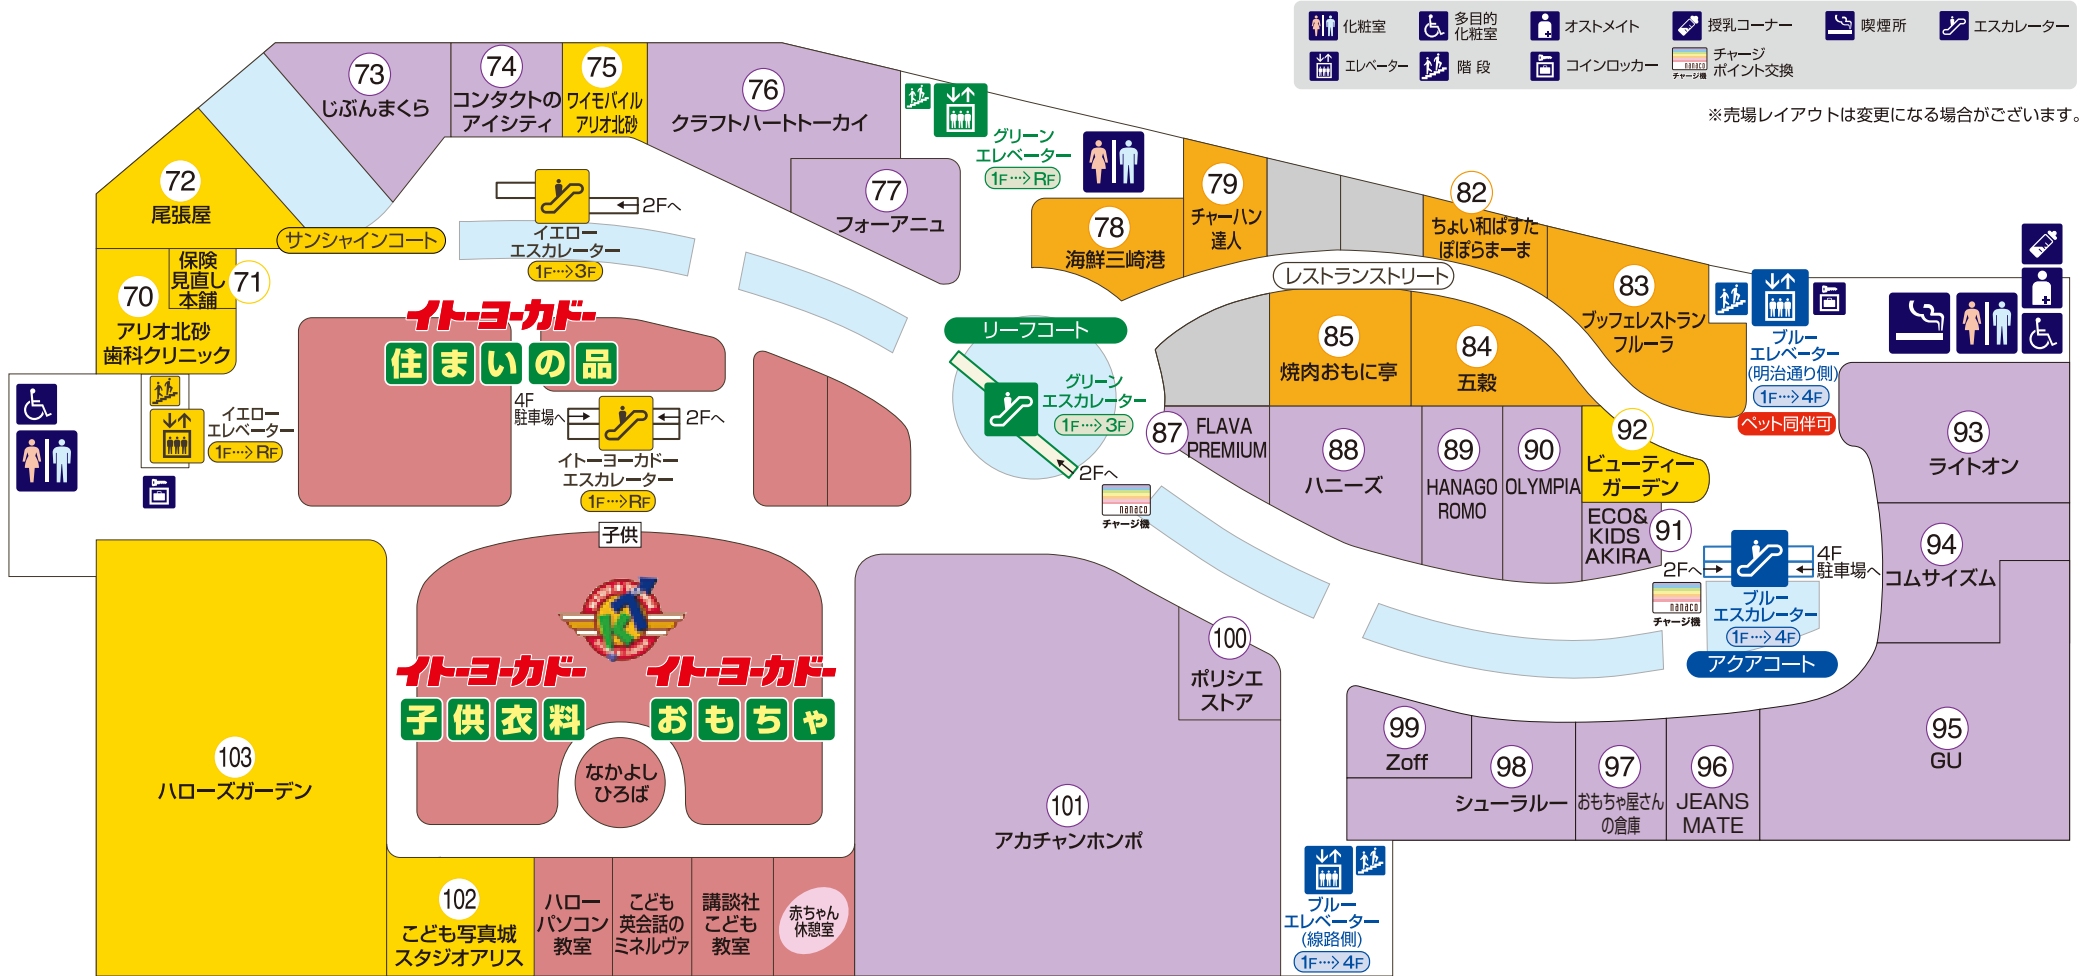 化粧室
多目的
化粧室
オストメイト
授乳コーナー
喫煙所
エスカレーター
エレベーター
階 段
コインロッカー
nanaco
チャージ機
チャージ
ポイント交換
※売場レイアウトは変更になる場合がございます。
73
じぶんまくら
74
コンタクトの
アイシティ
75
ワイモバイル
アリオ北砂
76
クラフトハートトーカイ
77
フォーアニュ
グリーン
エレベーター
1F…>RF
72
尾張屋
サンシャインコート
2Fへ
イエロー
エスカレーター
1F…>3F
保険
見直し
本舗
71
70
アリオ北砂
歯科クリニック
イエロー
エレベーター
1F…>RF
イトーヨーカドー
住まいの品
4F
駐車場へ
2Fへ
イトーヨーカドー
エスカレーター
1F…>RF
リーフコート
グリーン
エスカレーター
1F…>3F
2Fへ
nanaco
チャージ機
78
海鮮三崎港
79
チャーハン
達人
82
ちょい和ぱすた
ぽぽらまーま
レストランストリート
83
ブッフェレストラン
フルーラ
85
焼肉おもに亭
84
五穀
ブルー
エレベーター
(明治通り側)
1F…>4F
ペット同伴可
87
FLAVA
PREMIUM
88
ハニーズ
89
HANAGO
ROMO
90
OLYMPIA
92
ビューティー
ガーデン
ECO&
KIDS
AKIRA
91
93
ライトオン
94
コムサイズム
2Fへ
4F
駐車場へ
nanaco
チャージ機
ブルー
エスカレーター
1F…>4F
アクアコート
子供
イトーヨーカドー
子供衣料
イトーヨーカドー
おもちゃ
なかよし
ひろば
103
ハローズガーデン
102
こども写真城
スタジオアリス
ハロー
パソコン
教室
こども
英会話の
ミネルヴァ
講談社
こども
教室
赤ちゃん
休憩室
101
アカチャンホンポ
100
ポリシエ
ストア
99
Zoff
98
シューラルー
97
おもちゃ屋さん
の倉庫
96
JEANS
MATE
95
GU
ブルー
エレベーター
(線路側)
1F…>4F